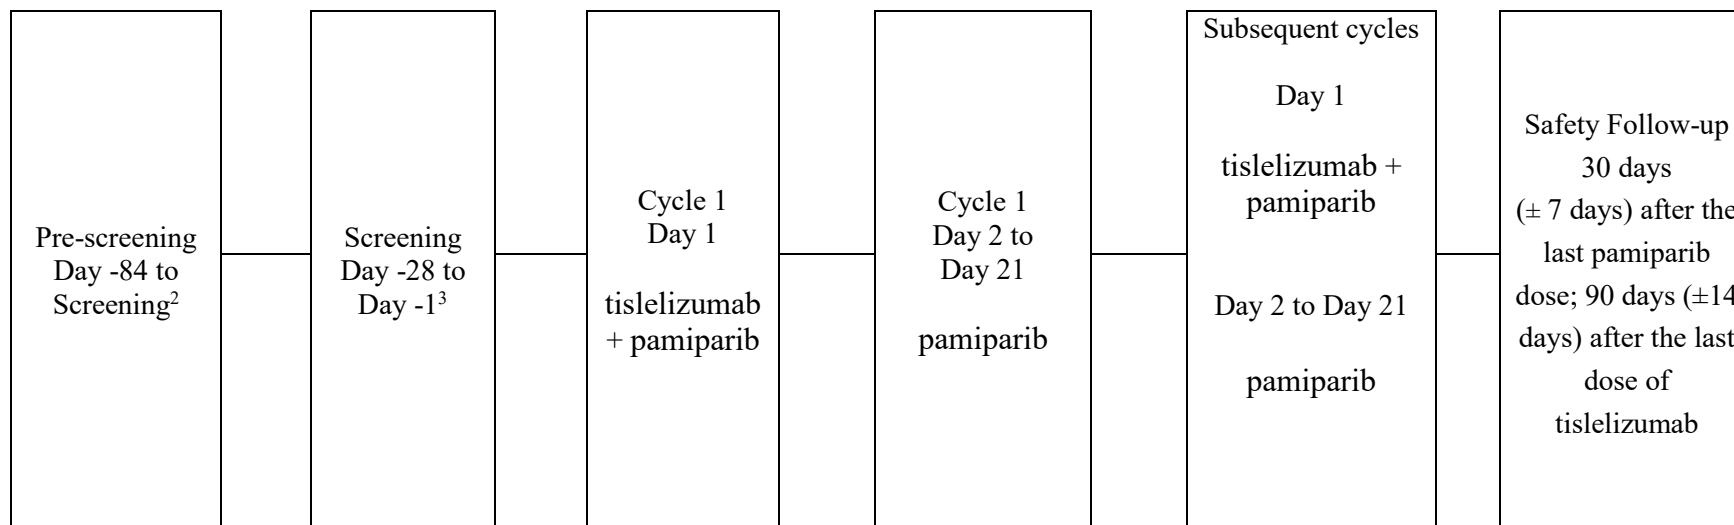 Pre-screening
Day -84 to
Screening2
Screening
Day -28 to
Day -13
Cycle 1
Day 1
tislelizumab
+ pamiparib
Cycle 1
Day 2 to
Day 21
pamiparib
Subsequent cycles
Day 1
tislelizumab +
pamiparib
Day 2 to Day 21
pamiparib
Safety Follow-up
30 days
(± 7 days) after the
last pamiparib
dose; 90 days (±14
days) after the last
dose of
tislelizumab